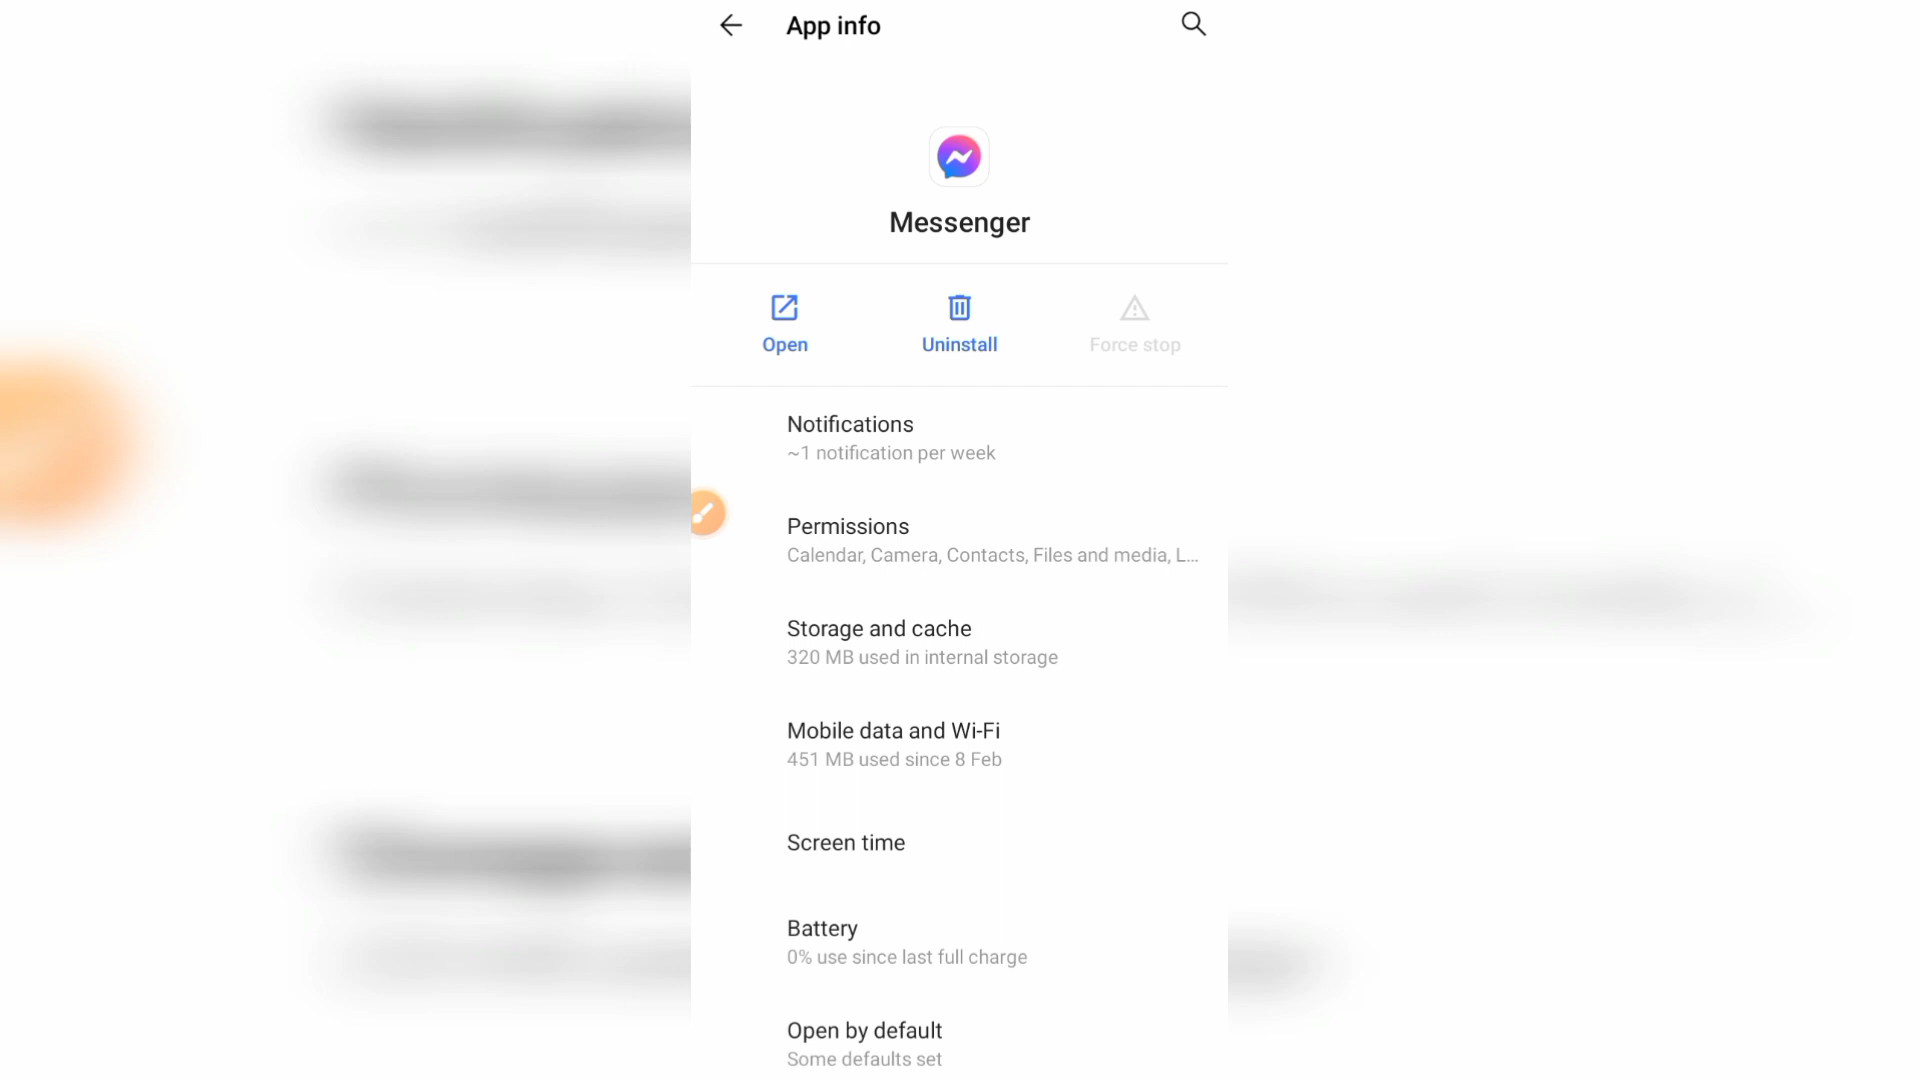 App info
Messenger
Open
Uninstall
Force stop
Notifications
~1 notification per week
Permissions
Calendar, Camera, Contacts, Files and media, L...
Storage and cache
320 MB used in internal storage
Mobile data and Wi-Fi
451 MB used since 8 Feb
Screen time
Battery
0% use since last full charge
Open by default
Some defaults set